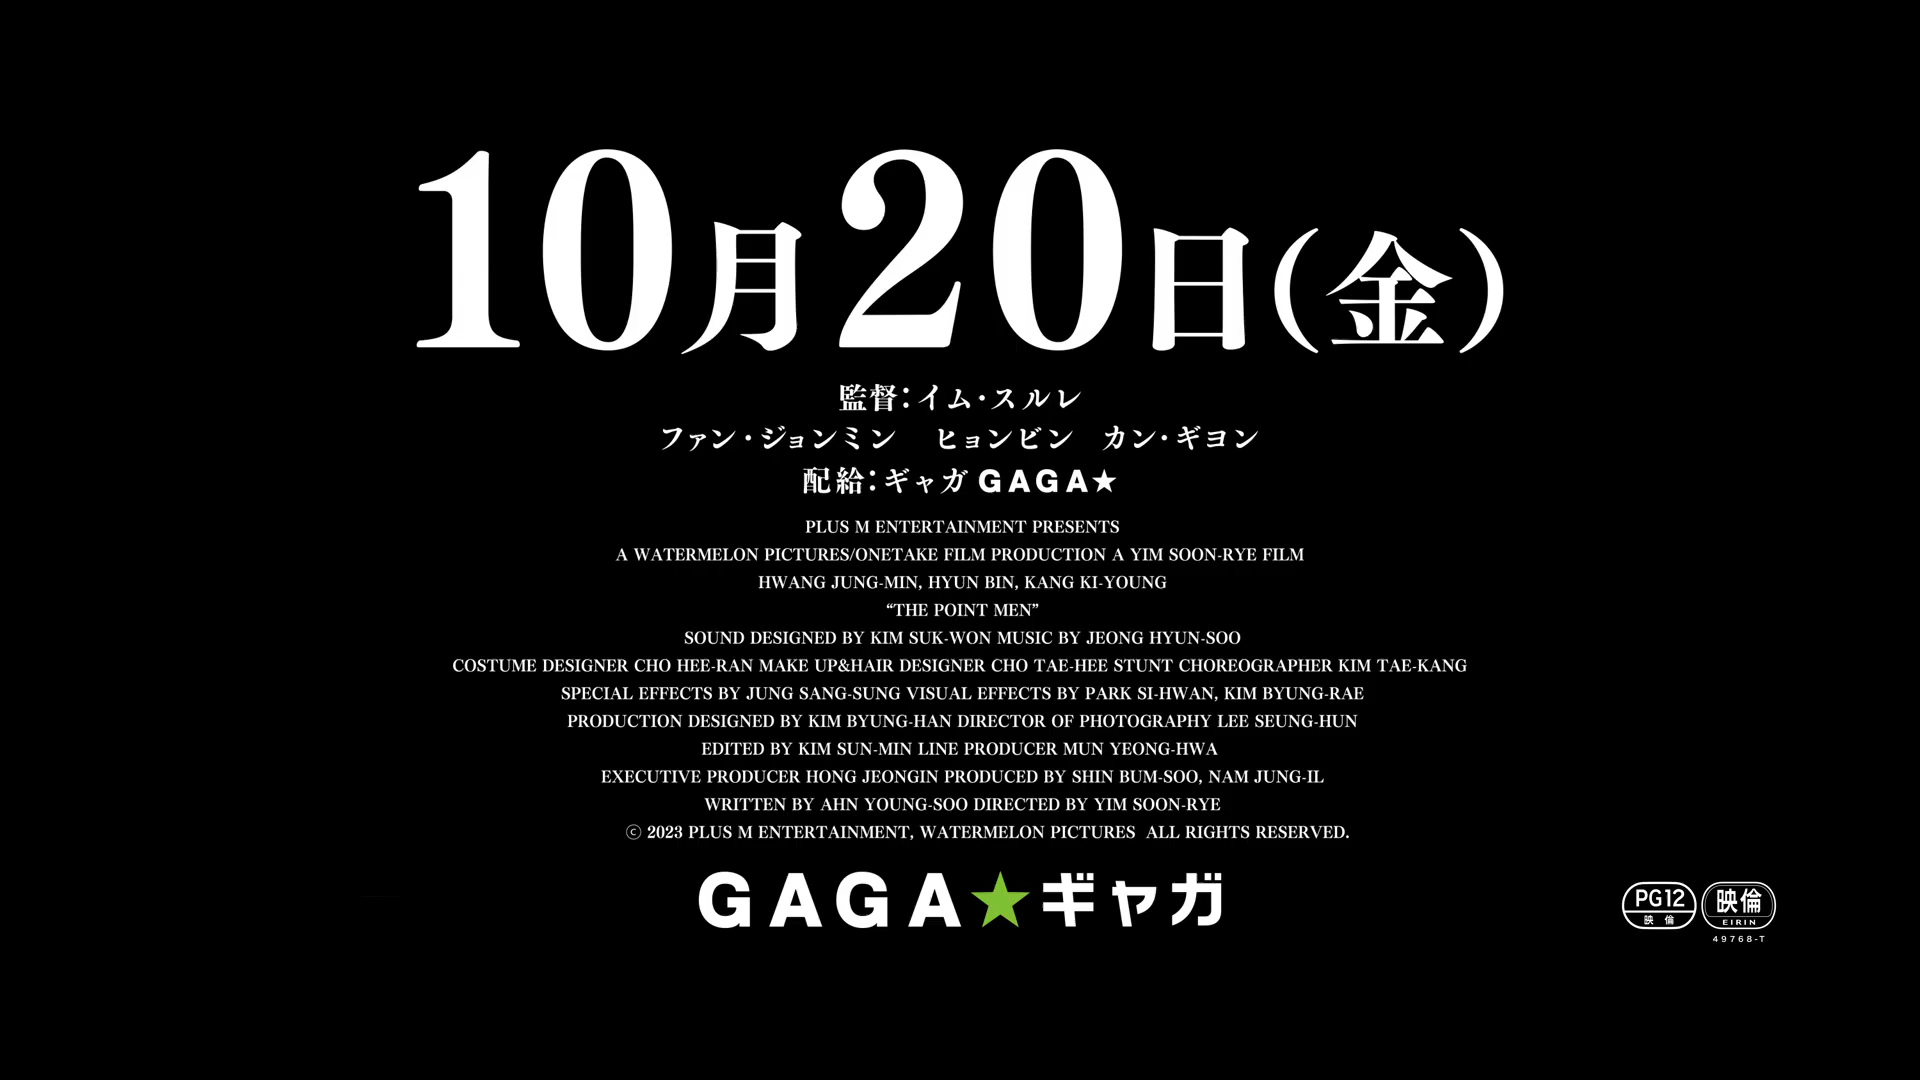 10月20日(金)
監督:イム・スルレ
ファン・ジョンミン ヒョンビン カン・ギヨン
配給:ギャガ GAGA★
PLUS M ENTERTAINMENT PRESENTS
A WATERMELON PICTURES/ONETAKE FILM PRODUCTION A YIM SOON-RYE FILM
HWANG JUNG-MIN, HYUN BIN, KANG KI-YOUNG
“THE POINT MEN”
SOUND DESIGNED BY KIM SUK-WON MUSIC BY JEONG HYUN-SOO
COSTUME DESIGNER CHO HEE-RAN MAKE UP&HAIR DESIGNER CHO TAE-HEE STUNT CHOREOGRAPHER KIM TAE-KANG
SPECIAL EFFECTS BY JUNG SANG-SUNG VISUAL EFFECTS BY PARK SI-HWAN, KIM BYUNG-RAE
PRODUCTION DESIGNED BY KIM BYUNG-HAN DIRECTOR OF PHOTOGRAPHY LEE SEUNG-HUN
EDITED BY KIM SUN-MIN LINE PRODUCER MUN YEONG-HWA
EXECUTIVE PRODUCER HONG JEONGIN PRODUCED BY SHIN BUM-SOO, NAM JUNG-IL
WRITTEN BY AHN YOUNG-SOO DIRECTED BY YIM SOON-RYE
ⓒ 2023 PLUS M ENTERTAINMENT, WATERMELON PICTURES ALL RIGHTS RESERVED.
GAGA★ギャガ
PG12 映倫
映倫 EIRIN
49768-T